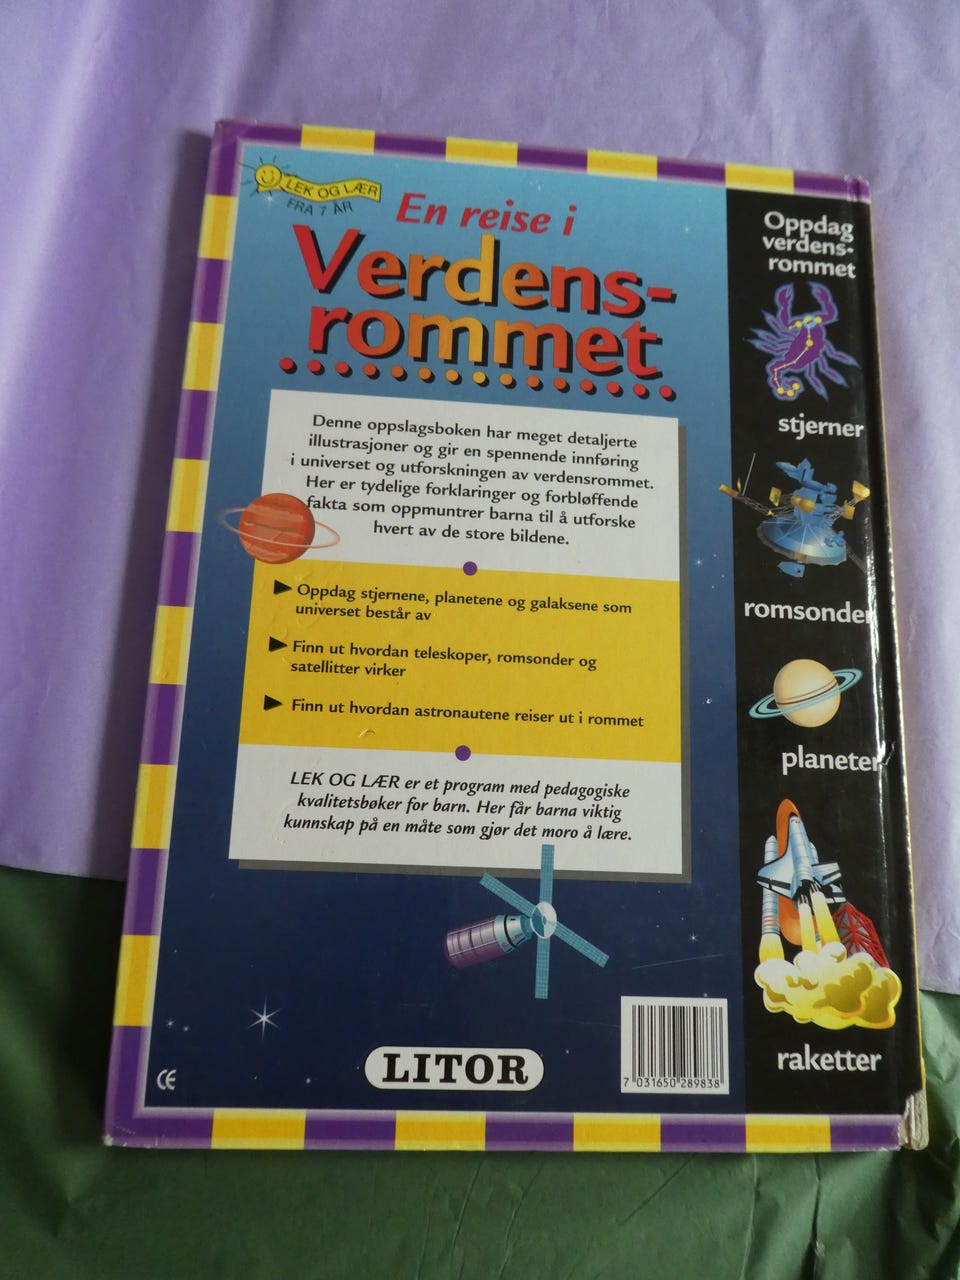 LEK OG LÆR
FRA 7 ÅR
En reise i
Verdens-
rommet
Denne oppslagsboken har meget detaljerte
illustrasjoner og gir en spennende innføring
i universet og utforskningen av verdensrommet.
Her er tydelige forklaringer og forbløffende
fakta som oppmuntrer barna til å utforske
hvert av de store bildene.
Oppdag stjernene, planetene og galaksene som
universet består av
Finn ut hvordan teleskoper, romsonder og
satellitter virker
Finn ut hvordan astronautene reiser ut i rommet
LEK OG LÆR er et program med pedagogiske
kvalitetsbøker for barn. Her får barna viktig
kunnskap på en måte som gjør det moro å lære.
CE
LITOR
7 031650 289838
Oppdag
verdens-
rommet
stjerner
romsonder
planeter
raketter